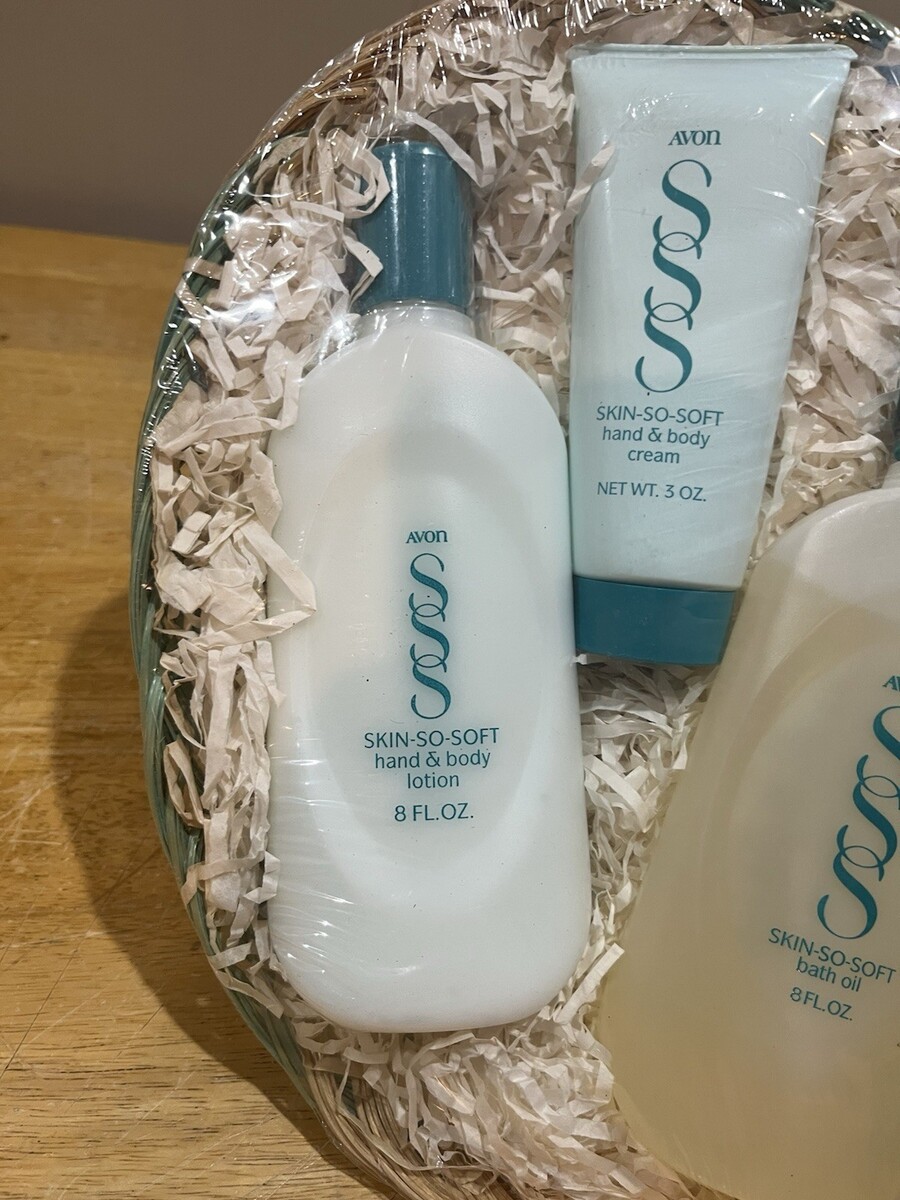 AVON
SSS
SKIN-SO-SOFT
hand & body
lotion
8 FL.OZ.
AVON
SSS
SKIN-SO-SOFT
hand & body
cream
NET WT. 3 OZ.
SSS
SKIN-SO-SOFT
bath oil
8 FL.OZ.